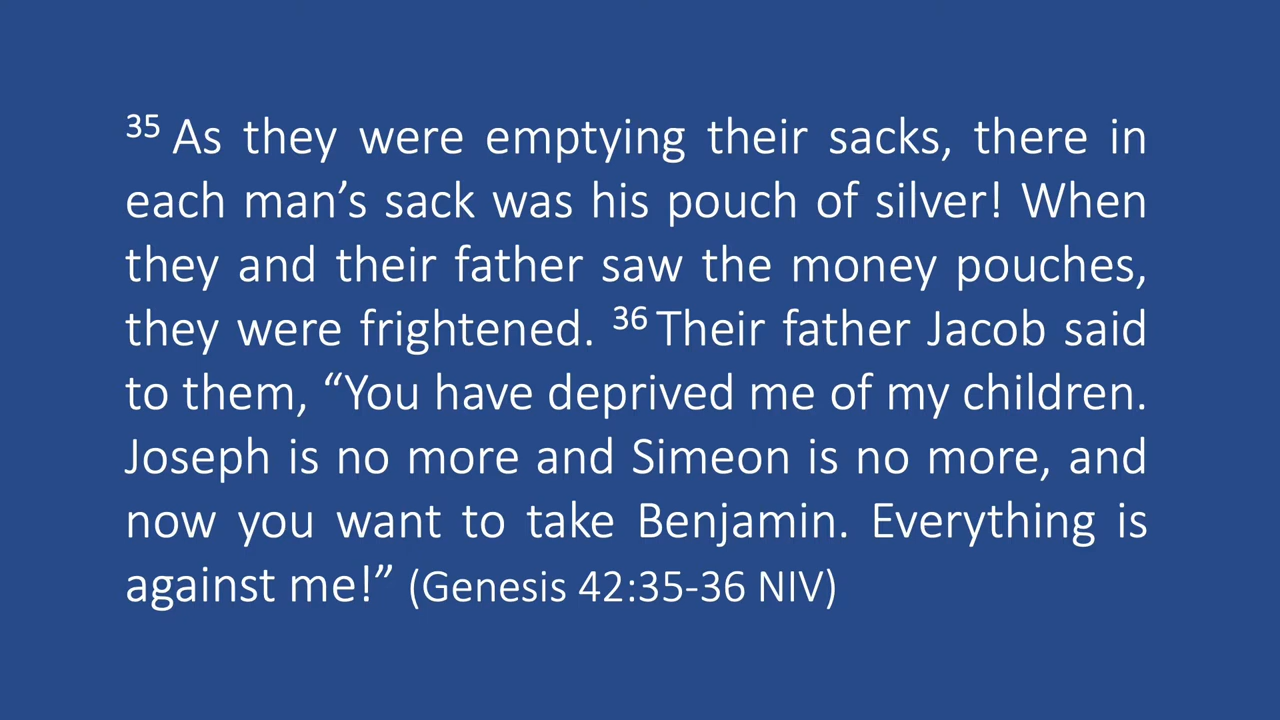 35 As they were emptying their sacks, there in
each man’s sack was his pouch of silver! When
they and their father saw the money pouches,
they were frightened. 36 Their father Jacob said
to them, “You have deprived me of my children.
Joseph is no more and Simeon is no more, and
now you want to take Benjamin. Everything is
against me!” (Genesis 42:35-36 NIV)